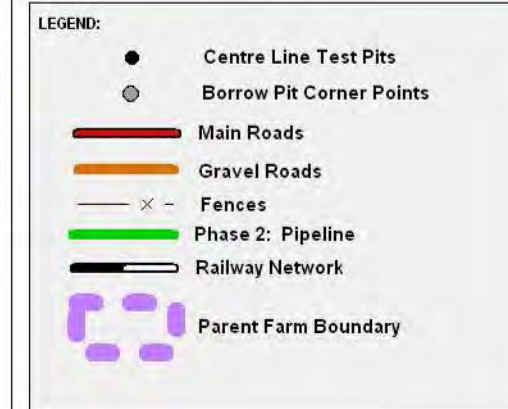 LEGEND:
Centre Line Test Pits
Borrow Pit Corner Points
Main Roads
Gravel Roads
Fences
Phase 2: Pipeline
Railway Network
Parent Farm Boundary